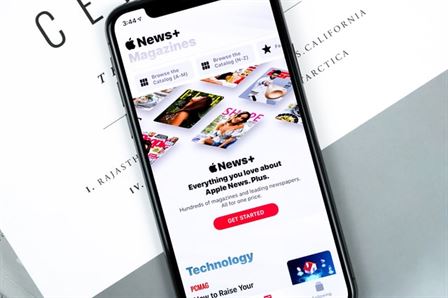 CE
T
S.CALIFORNIA
ARCTICA
I. RAJASTH
IV.
3:44
News+
Magazines
Browse the
Catalog (A-M)
Browse the
Catalog (N-Z)
SHAPE
News+
Everything you love about
Apple News. Plus.
Hundreds of magazines and leading newspapers.
All for one price.
GET STARTED
Technology
PCMAG
How to Raise Your